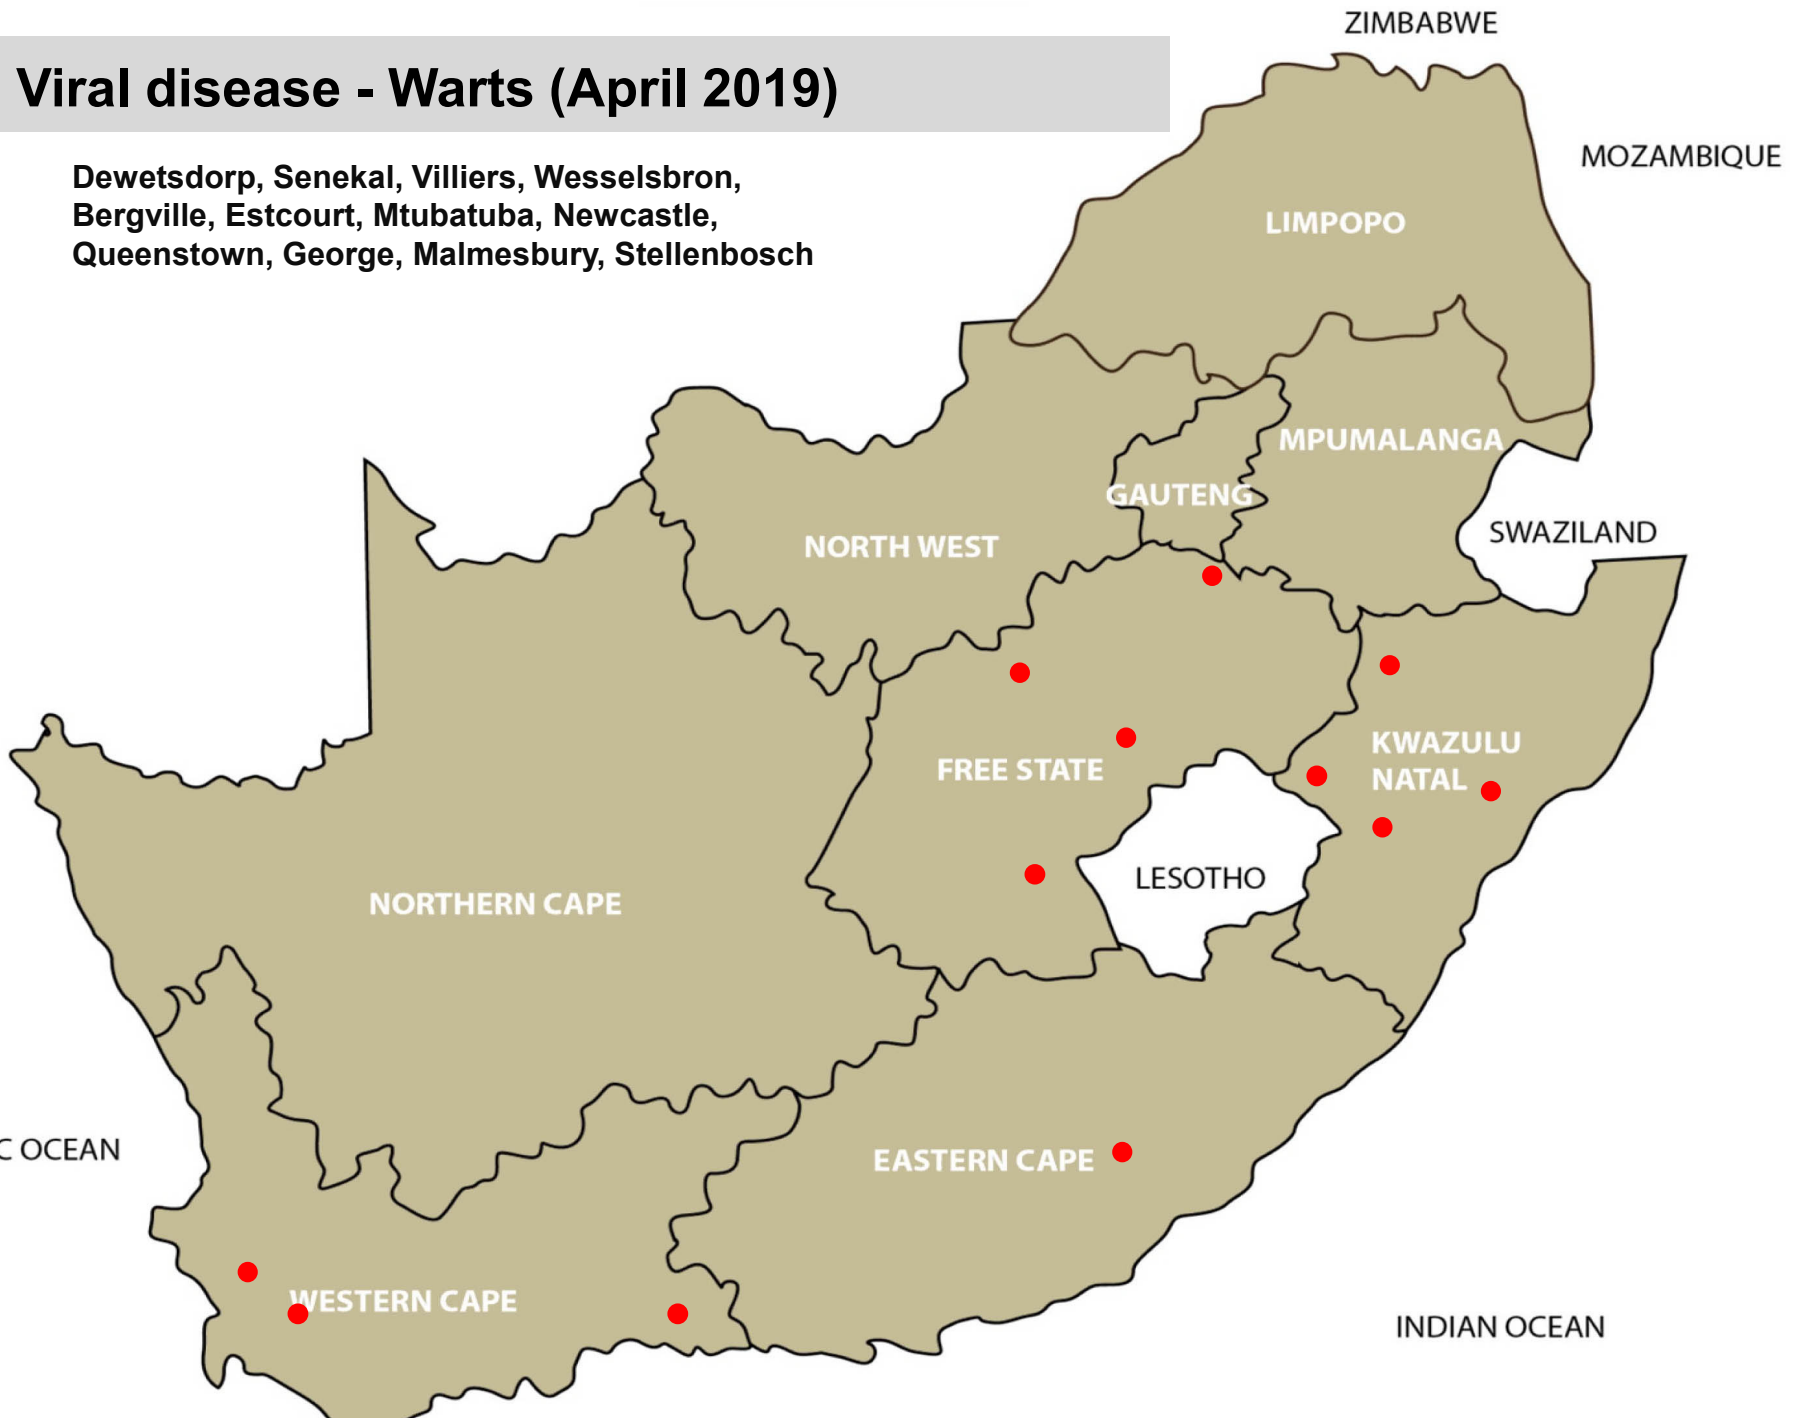 ZIMBABWE
Viral disease - Warts (April 2019)
MOZAMBIQUE
Dewetsdorp, Senekal, Villiers, Wesselsbron,
Bergville, Estcourt, Mtubatuba, Newcastle,
Queenstown, George, Malmesbury, Stellenbosch
LIMPOPO
MPUMALANGA
GAUTENG
SWAZILAND
NORTH WEST
KWAZULU
NATAL
FREE STATE
LESOTHO
NORTHERN CAPE
C OCEAN
EASTERN CAPE
WESTERN CAPE
INDIAN OCEAN